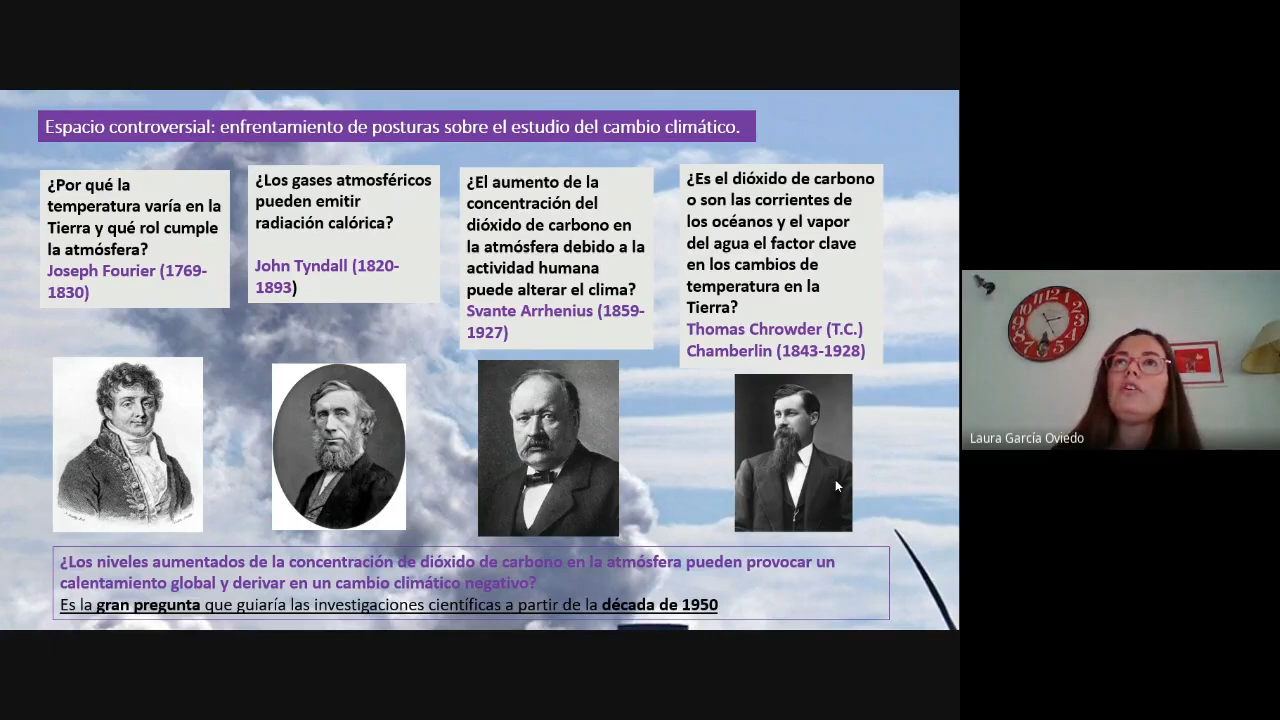 Espacio controversial: enfrentamiento de posturas sobre el estudio del cambio climático.
¿Por qué la
temperatura varía en la
Tierra y qué rol cumple
la atmósfera?
Joseph Fourier (1769-
1830)
¿Los gases atmosféricos
pueden emitir
radiación calórica?
John Tyndall (1820-
1893)
¿El aumento de la
concentración del
dióxido de carbono en
la atmósfera debido a la
actividad humana
puede alterar el clima?
Svante Arrhenius (1859-
1927)
¿Es el dióxido de carbono
o son las corrientes de
los océanos y el vapor
del agua el factor clave
en los cambios de
temperatura en la
Tierra?
Thomas Chrowder (T.C.)
Chamberlin (1843-1928)
¿Los niveles aumentados de la concentración de dióxido de carbono en la atmósfera pueden provocar un
calentamiento global y derivar en un cambio climático negativo?
Es la gran pregunta que guiaría las investigaciones científicas a partir de la década de 1950
Laura García Oviedo